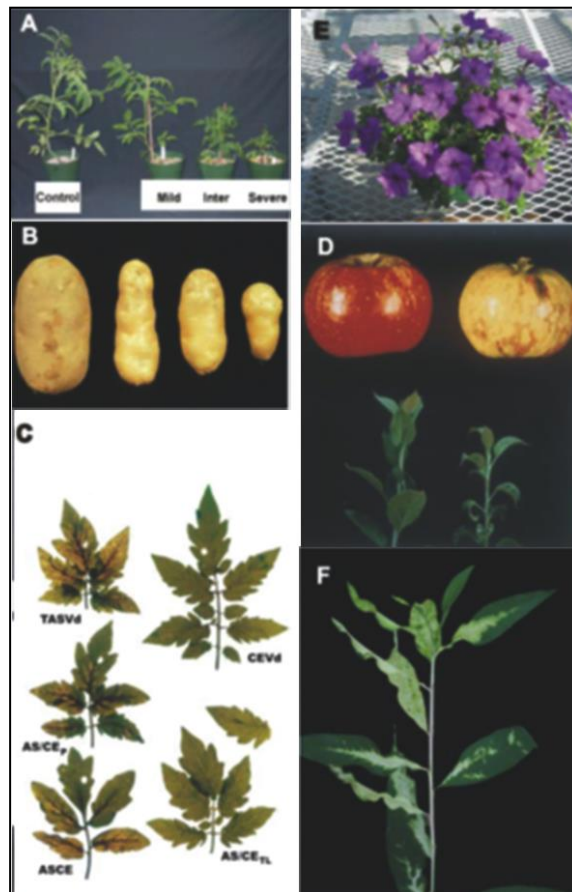 A
Control
Mild
Inter
Severe
B
C
TASVd
CEVd
AS/CEP
ASCE
AS/CETL
E
D
F